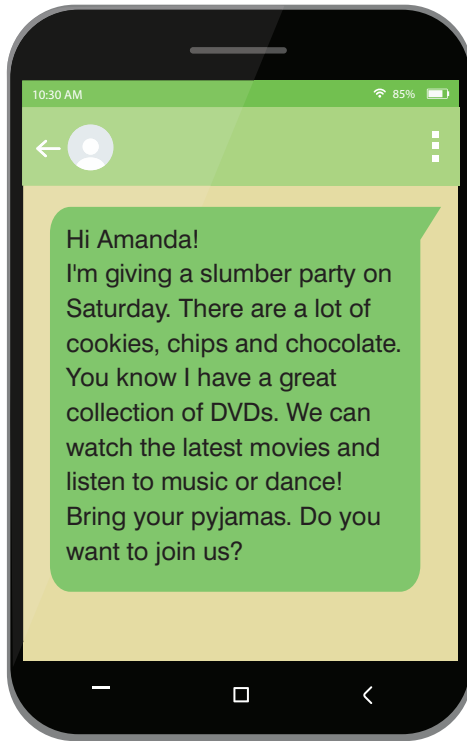 10:30 AM
85%
Hi Amanda!
I'm giving a slumber party on
Saturday. There are a lot of
cookies, chips and chocolate.
You know I have a great
collection of DVDs. We can
watch the latest movies and
listen to music or dance!
Bring your pyjamas. Do you
want to join us?